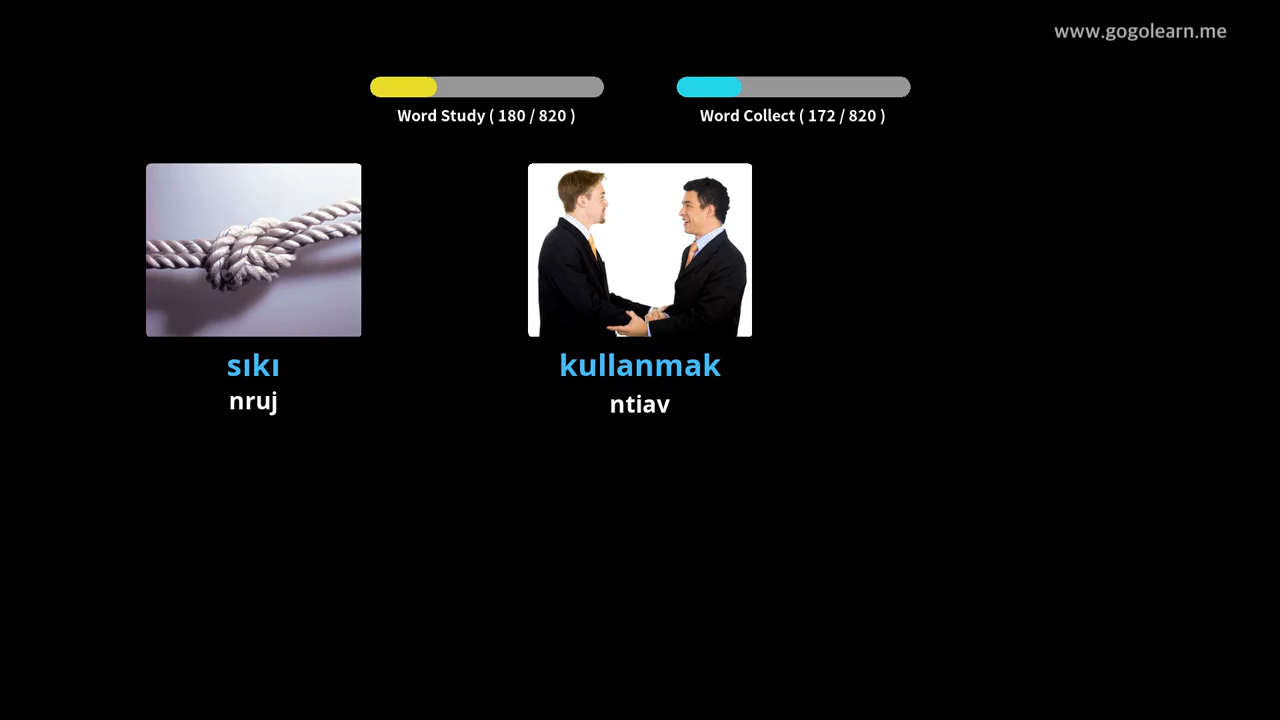 www.gogolearn.me
Word Study ( 180 / 820 )
Word Collect ( 172 / 820 )
sıkı
nruj
kullanmak
ntiav